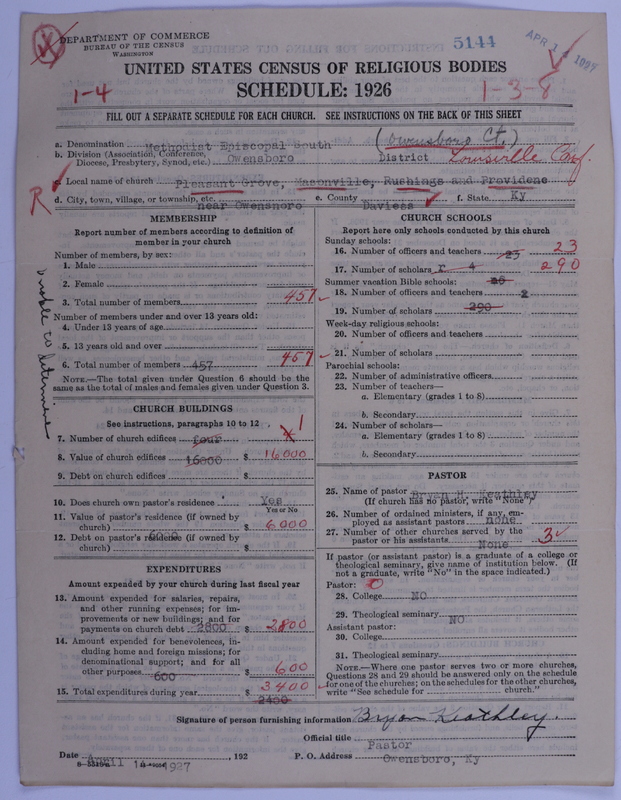 DEPARTMENT OF COMMERCE
BUREAU OF THE CENSUS
WASHINGTON
5144
APR 1 1927
UNITED STATES CENSUS OF RELIGIOUS BODIES
SCHEDULE: 1926
1-4
1-3-8
FILL OUT A SEPARATE SCHEDULE FOR EACH CHURCH. SEE INSTRUCTIONS ON THE BACK OF THIS SHEET
a. Denomination Methodist Episcopal South (Owensboro Ct.)
b. Division (Association, Conference, Diocese, Presbytery, Synod, etc.) Owensboro District Louisville Conf.
c. Local name of church Pleasant Grove, Masonville, Rushings and Providene
d. City, town, village, or township, etc. near Owensboro e. County Daviess f. State Ky
R
MEMBERSHIP
Report number of members according to definition of member in your church
Number of members, by sex:
1. Male
2. Female
3. Total number of members 457
Number of members under and over 13 years old:
4. Under 13 years of age
5. 13 years old and over
6. Total number of members 457 457
NOTE.—The total given under Question 6 should be the same as the total of males and females given under Question 3.
unable to determine
CHURCH BUILDINGS
See instructions, paragraphs 10 to 12
7. Number of church edifices four 1
8. Value of church edifices 16000 $ 16000
9. Debt on church edifices $
10. Does church own pastor's residence Yes
Yes or No
11. Value of pastor's residence (if owned by church) $ 6000
12. Debt on pastor's residence (if owned by church) $
EXPENDITURES
Amount expended by your church during last fiscal year
13. Amount expended for salaries, repairs, and other running expenses; for improvements or new buildings; and for payments on church debt 2800 $ 2800
14. Amount expended for benevolences, including home and foreign missions; for denominational support; and for all other purposes 600 $ 600
15. Total expenditures during year $ 3400
2400
CHURCH SCHOOLS
Report here only schools conducted by this church
Sunday schools:
16. Number of officers and teachers 23 23
17. Number of scholars 290
Summer vacation Bible schools:
18. Number of officers and teachers 2
19. Number of scholars 290
Week-day religious schools:
20. Number of officers and teachers
21. Number of scholars
Parochial schools:
22. Number of administrative officers
23. Number of teachers—
a. Elementary (grades 1 to 8)
b. Secondary
24. Number of scholars—
a. Elementary (grades 1 to 8)
b. Secondary
PASTOR
25. Name of pastor Bryan H. Keathley
(If church has no pastor, write "None")
26. Number of ordained ministers, if any, employed as assistant pastors none
27. Number of other churches served by the pastor or his assistants None 3
If pastor (or assistant pastor) is a graduate of a college or theological seminary, give name of institution below. (If not a graduate, write "No" in the space indicated.)
Pastor: 0
28. College NO
29. Theological seminary NO
Assistant pastor:
30. College
31. Theological seminary
NOTE.—Where one pastor serves two or more churches, Questions 28 and 29 should be answered only on the schedule for one of the churches; on the schedules for the other churches, write "See schedule for church."
Signature of person furnishing information Bryan Keathley.
Official title Pastor
Date April 1927, 192 P. O. Address Owensboro, Ky